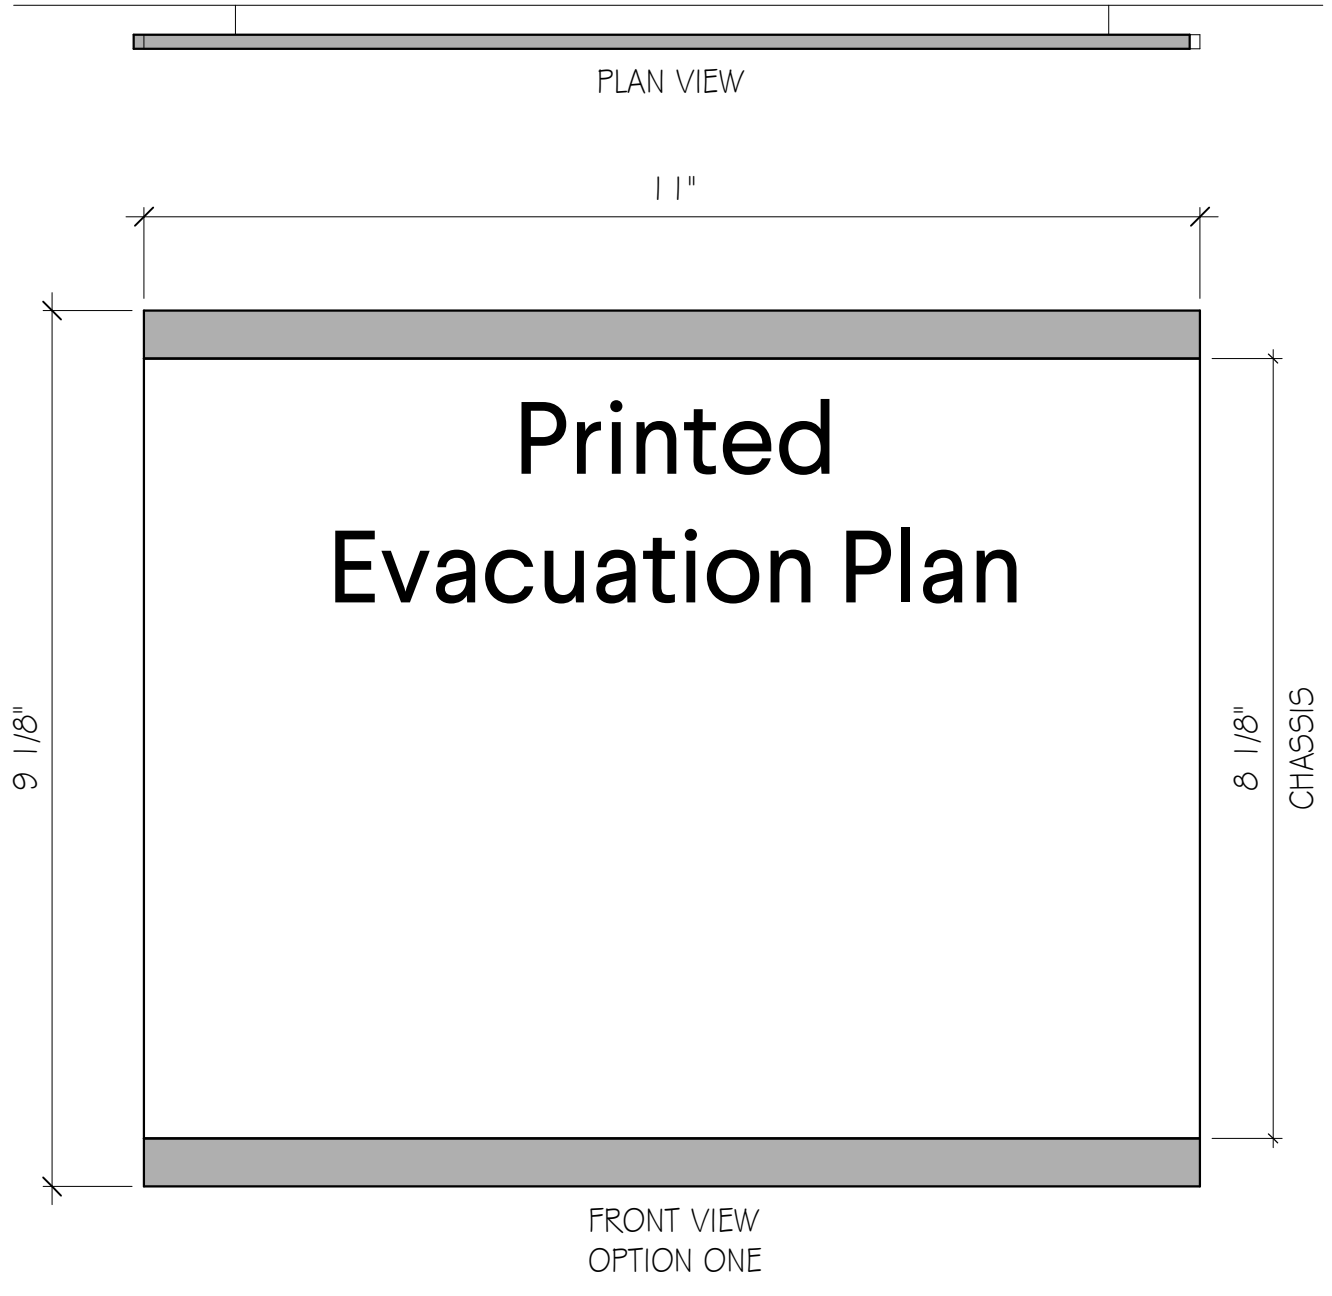 PLAN VIEW
11"
Printed
Evacuation Plan
9 1/8"
8 1/8"
CHASSIS
FRONT VIEW
OPTION ONE